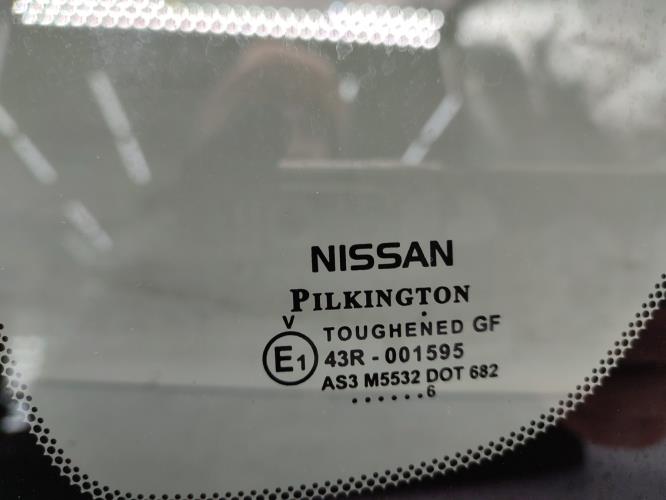 NISSAN
PILKINGTON
V
TOUGHENED GF
E1
43R - 001595
AS3 M5532 DOT 682
......6